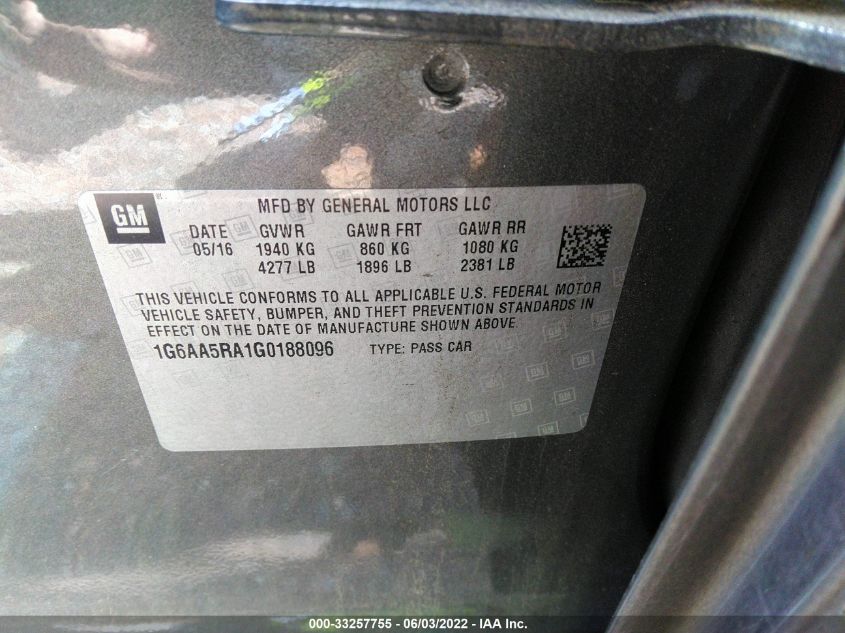 GM
MFD BY GENERAL MOTORS LLC
DATE GVWR GAWR FRT GAWR RR
05/16 1940 KG 860 KG 1080 KG
4277 LB 1896 LB 2381 LB
THIS VEHICLE CONFORMS TO ALL APPLICABLE U.S. FEDERAL MOTOR
VEHICLE SAFETY, BUMPER, AND THEFT PREVENTION STANDARDS IN
EFFECT ON THE DATE OF MANUFACTURE SHOWN ABOVE.
1G6AA5RA1G0188096 TYPE: PASS CAR
000-33257755 - 06/03/2022 - IAA Inc.